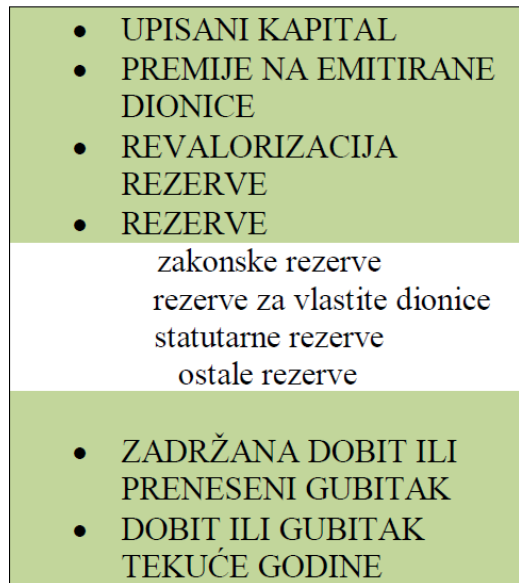 • UPISANI KAPITAL
• PREMIJE NA EMITIRANE
DIONICE
• REVALORIZACIJA
REZERVE
• REZERVE
zakonske rezerve
rezerve za vlastite dionice
statutarne rezerve
ostale rezerve
• ZADRŽANA DOBIT ILI
PRENESENI GUBITAK
• DOBIT ILI GUBITAK
TEKUĆE GODINE